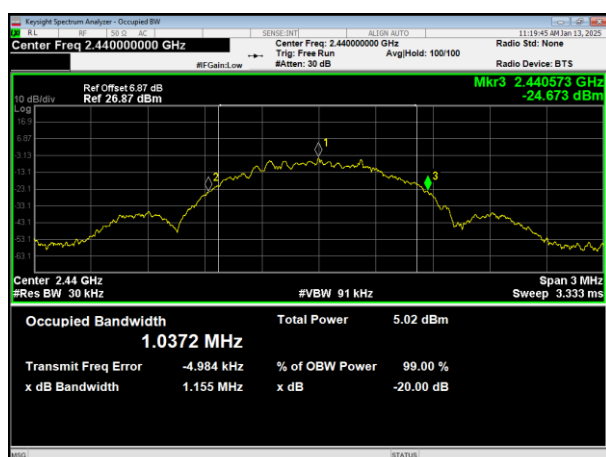 Keysight Spectrum Analyzer - Occupied BW
RL RF 50 Ω AC SENSE:INT ALIGN AUTO 11:19:45 AM Jan 13, 2025
Center Freq 2.440000000 GHz Center Freq: 2.440000000 GHz Radio Std: None
Trig: Free Run Avg|Hold: 100/100
#IFGain:Low #Atten: 30 dB Radio Device: BTS
Ref Offset 6.87 dB Mkr3 2.440573 GHz
10 dB/div Ref 26.87 dBm -24.673 dBm
Log
16.9
6.87
-3.13
-13.1
-23.1
-33.1
-43.1
-53.1
-63.1
1
2
3
Center 2.44 GHz Span 3 MHz
#Res BW 30 kHz #VBW 91 kHz Sweep 3.333 ms
Occupied Bandwidth Total Power 5.02 dBm
1.0372 MHz
Transmit Freq Error -4.984 kHz % of OBW Power 99.00 %
x dB Bandwidth 1.155 MHz x dB -20.00 dB
MSG STATUS